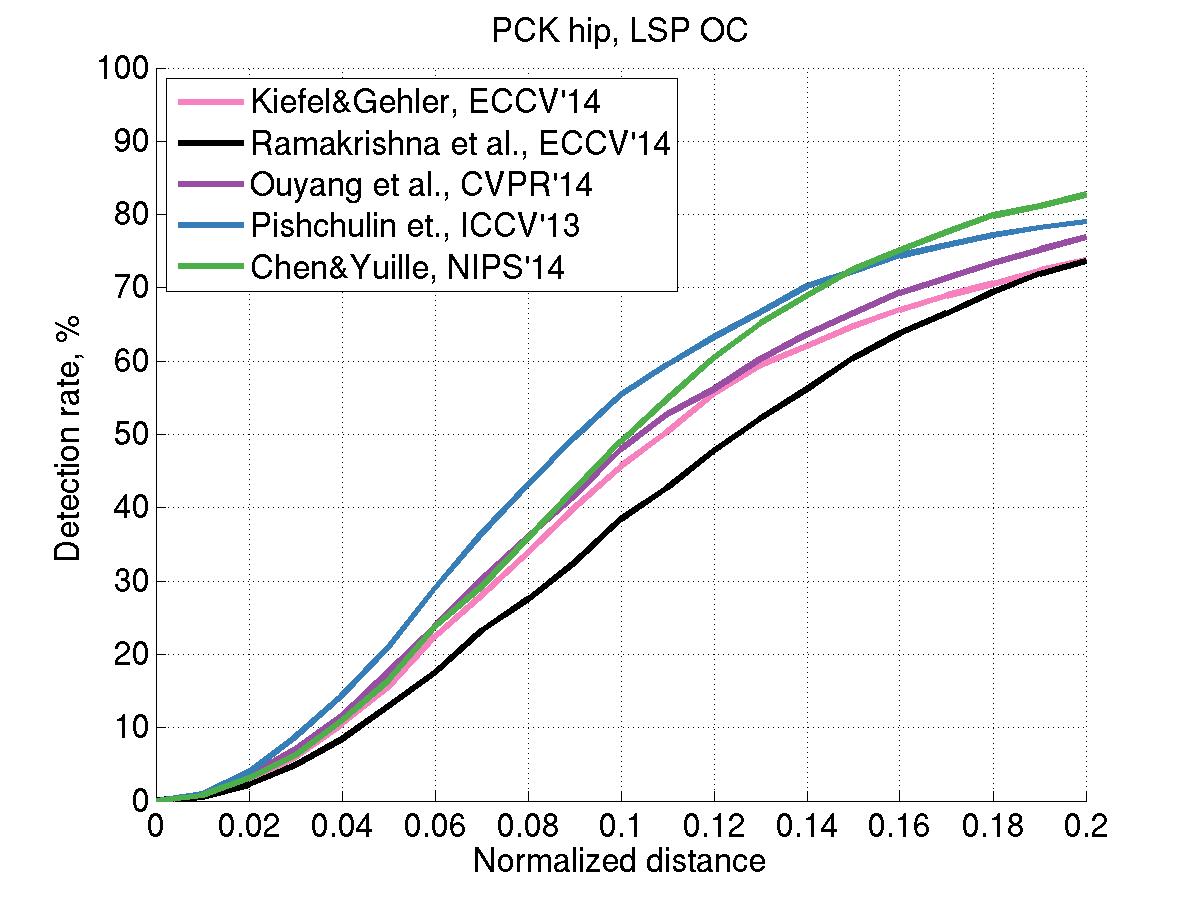 PCK hip, LSP OC
100
90
80
70
60
50
40
30
20
10
0
Detection rate, %
Kiefel&Gehler, ECCV'14
Ramakrishna et al., ECCV'14
Ouyang et al., CVPR'14
Pishchulin et., ICCV'13
Chen&Yuille, NIPS'14
0 0.02 0.04 0.06 0.08 0.1 0.12 0.14 0.16 0.18 0.2
Normalized distance